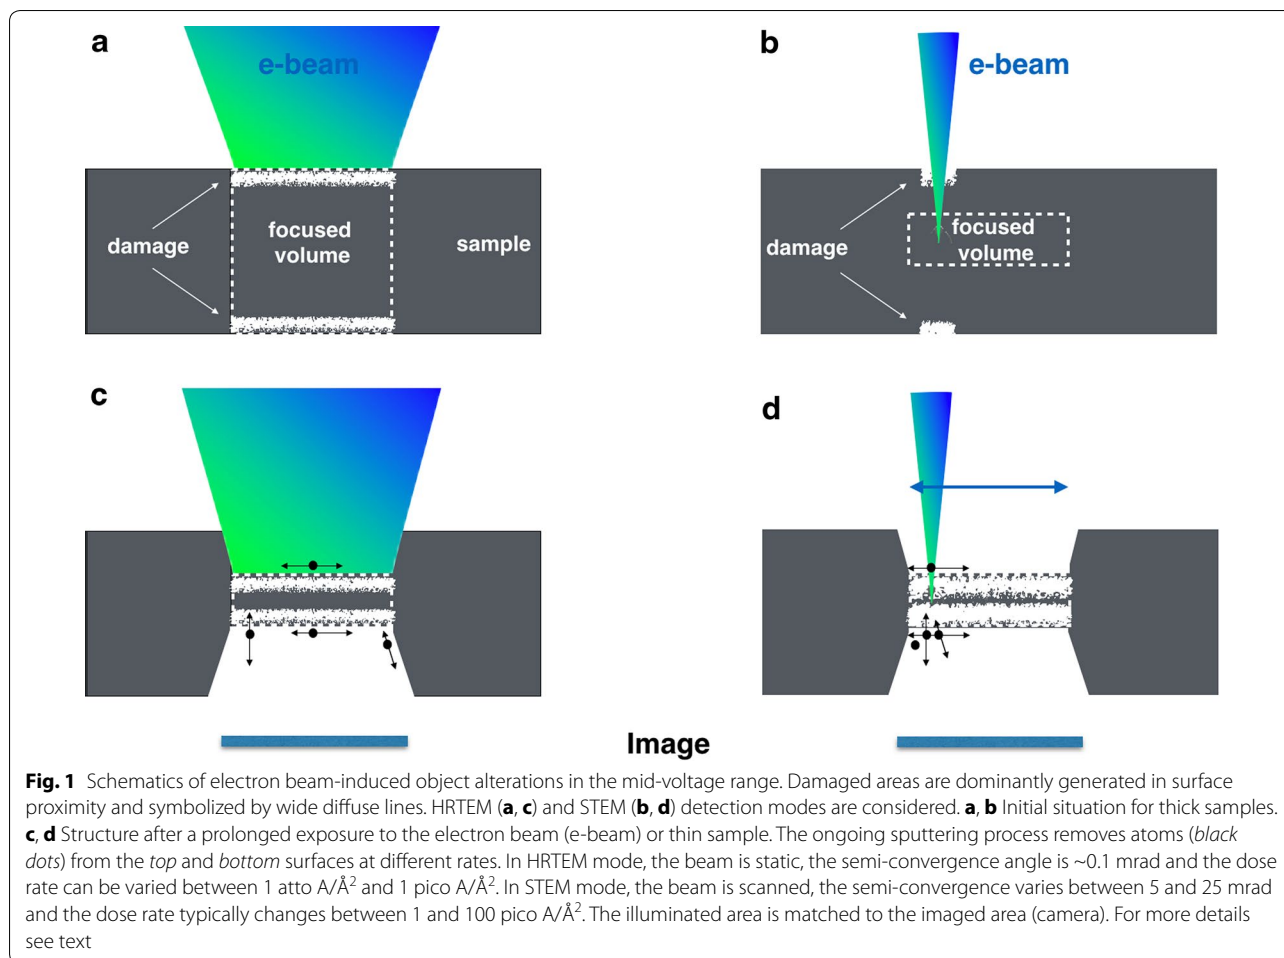 a
e-beam
damage
focused
volume
sample
b
e-beam
damage
focused
volume
c
d
Image
Fig. 1 Schematics of electron beam-induced object alterations in the mid-voltage range. Damaged areas are dominantly generated in surface
proximity and symbolized by wide diffuse lines. HRTEM (a, c) and STEM (b, d) detection modes are considered. a, b Initial situation for thick samples.
c, d Structure after a prolonged exposure to the electron beam (e-beam) or thin sample. The ongoing sputtering process removes atoms (black
dots) from the top and bottom surfaces at different rates. In HRTEM mode, the beam is static, the semi-convergence angle is ~0.1 mrad and the dose
rate can be varied between 1 atto A/Å² and 1 pico A/Å². In STEM mode, the beam is scanned, the semi-convergence varies between 5 and 25 mrad
and the dose rate typically changes between 1 and 100 pico A/Å². The illuminated area is matched to the imaged area (camera). For more details
see text